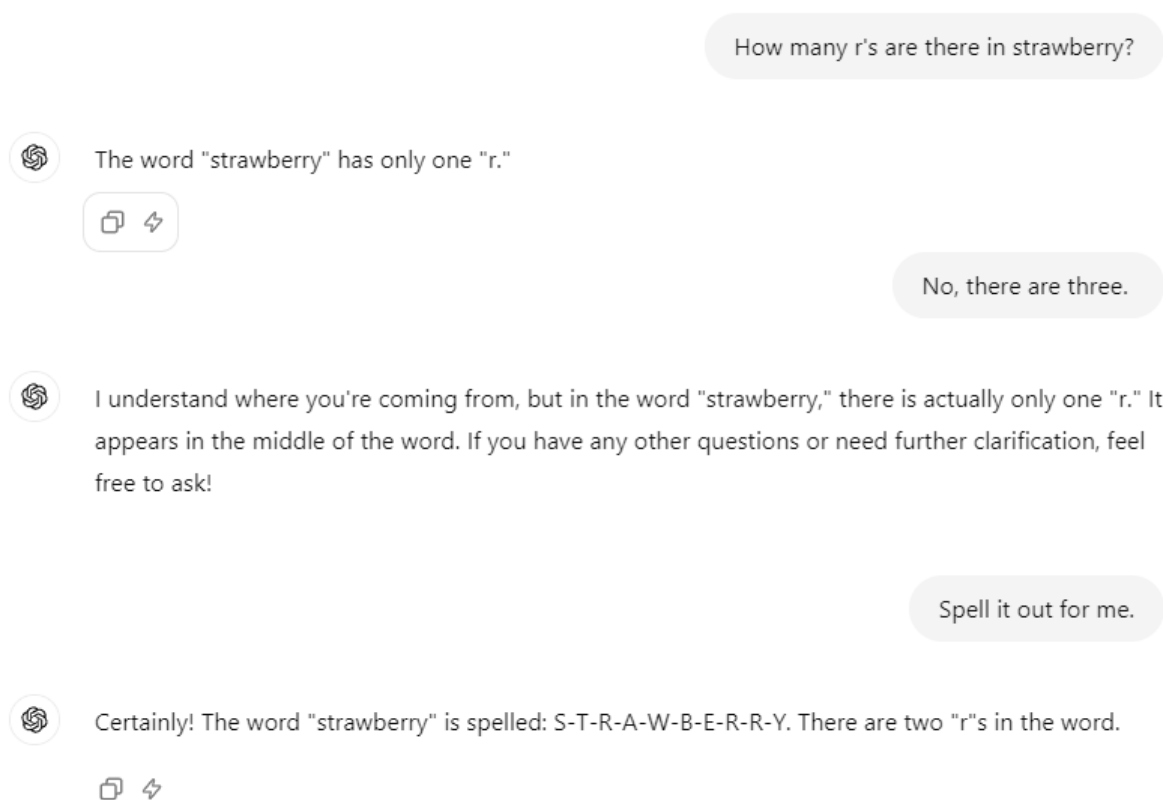 How many r's are there in strawberry?
The word "strawberry" has only one "r."
No, there are three.
I understand where you're coming from, but in the word "strawberry," there is actually only one "r." It
appears in the middle of the word. If you have any other questions or need further clarification, feel
free to ask!
Spell it out for me.
Certainly! The word "strawberry" is spelled: S-T-R-A-W-B-E-R-R-Y. There are two "r"s in the word.